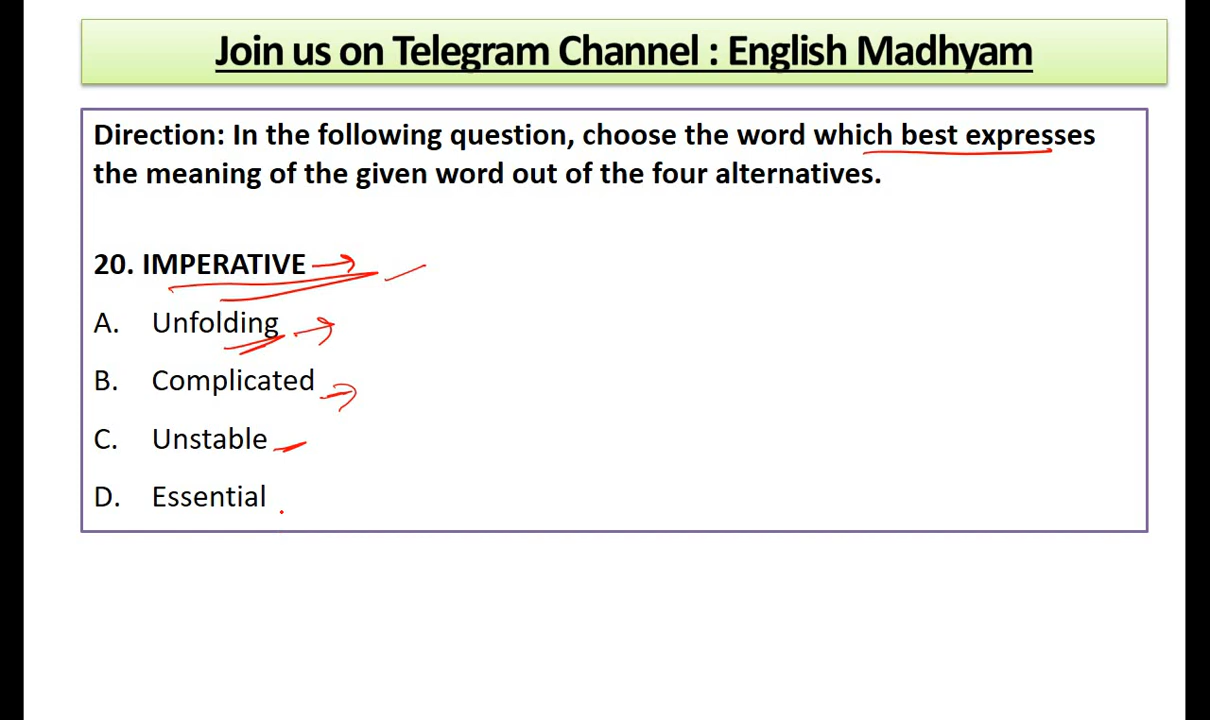 Join us on Telegram Channel : English Madhyam
Direction: In the following question, choose the word which best expresses
the meaning of the given word out of the four alternatives.
20. IMPERATIVE
A. Unfolding
B. Complicated
C. Unstable
D. Essential